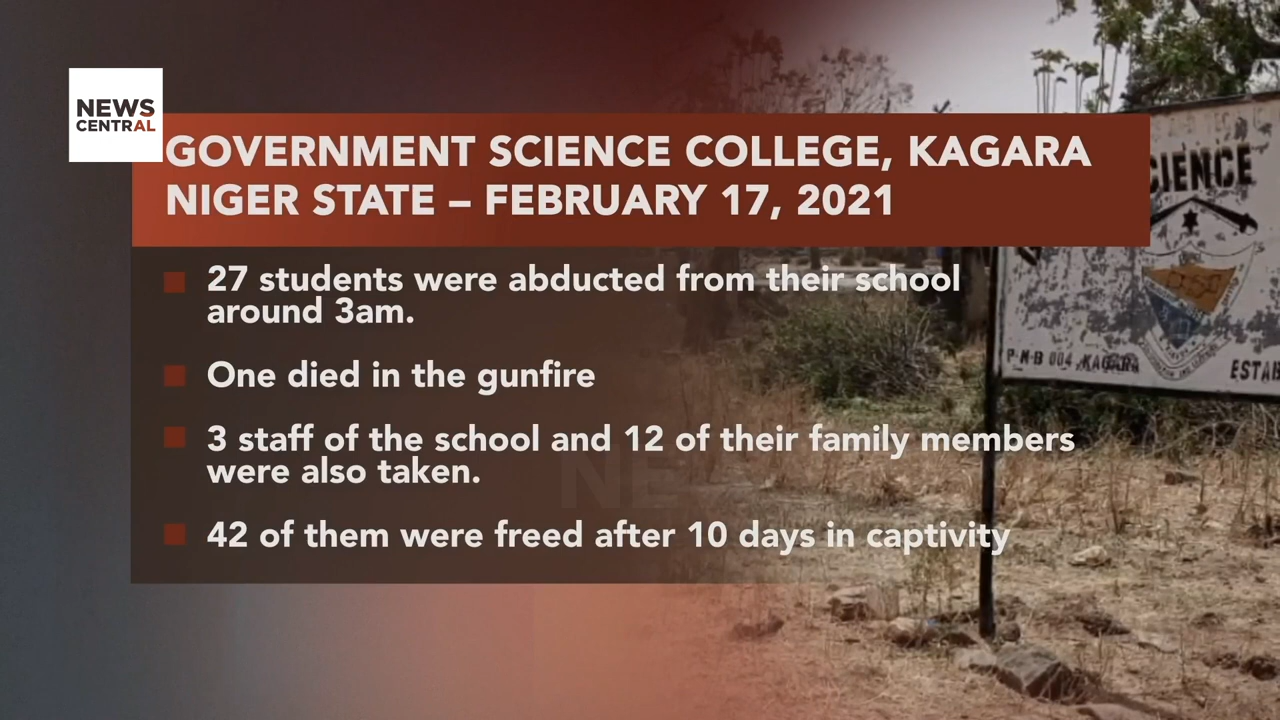 NEWS
CENTRAL
GOVERNMENT SCIENCE COLLEGE, KAGARA
NIGER STATE – FEBRUARY 17, 2021
27 students were abducted from their school
around 3am.
One died in the gunfire
3 staff of the school and 12 of their family members
were also taken.
42 of them were freed after 10 days in captivity
SCIENCE
P-M-B 004 KAGARA